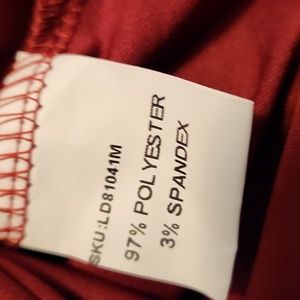 SKU:LD81041M
97% POLYESTER
3% SPANDEX